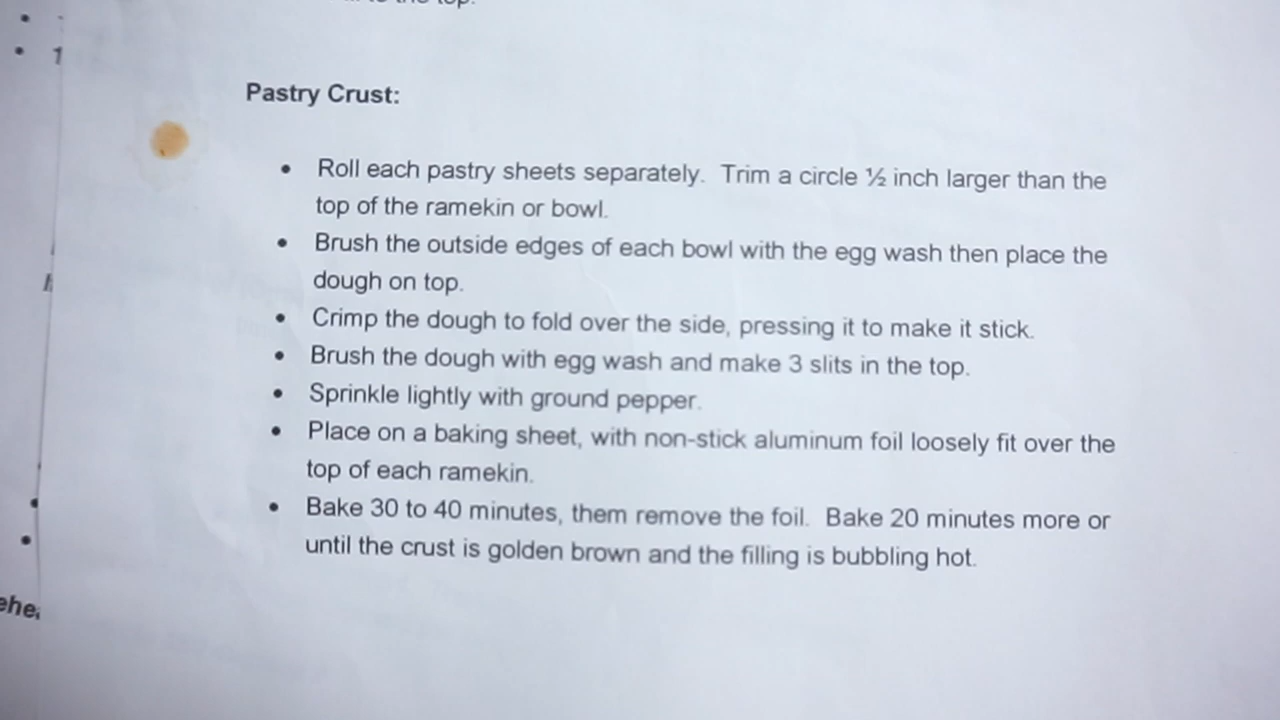 top.
1
Pastry Crust:
• Roll each pastry sheets separately. Trim a circle ½ inch larger than the
top of the ramekin or bowl.
• Brush the outside edges of each bowl with the egg wash then place the
dough on top.
• Crimp the dough to fold over the side, pressing it to make it stick.
• Brush the dough with egg wash and make 3 slits in the top.
• Sprinkle lightly with ground pepper.
• Place on a baking sheet, with non-stick aluminum foil loosely fit over the
top of each ramekin.
• Bake 30 to 40 minutes, them remove the foil. Bake 20 minutes more or
until the crust is golden brown and the filling is bubbling hot.